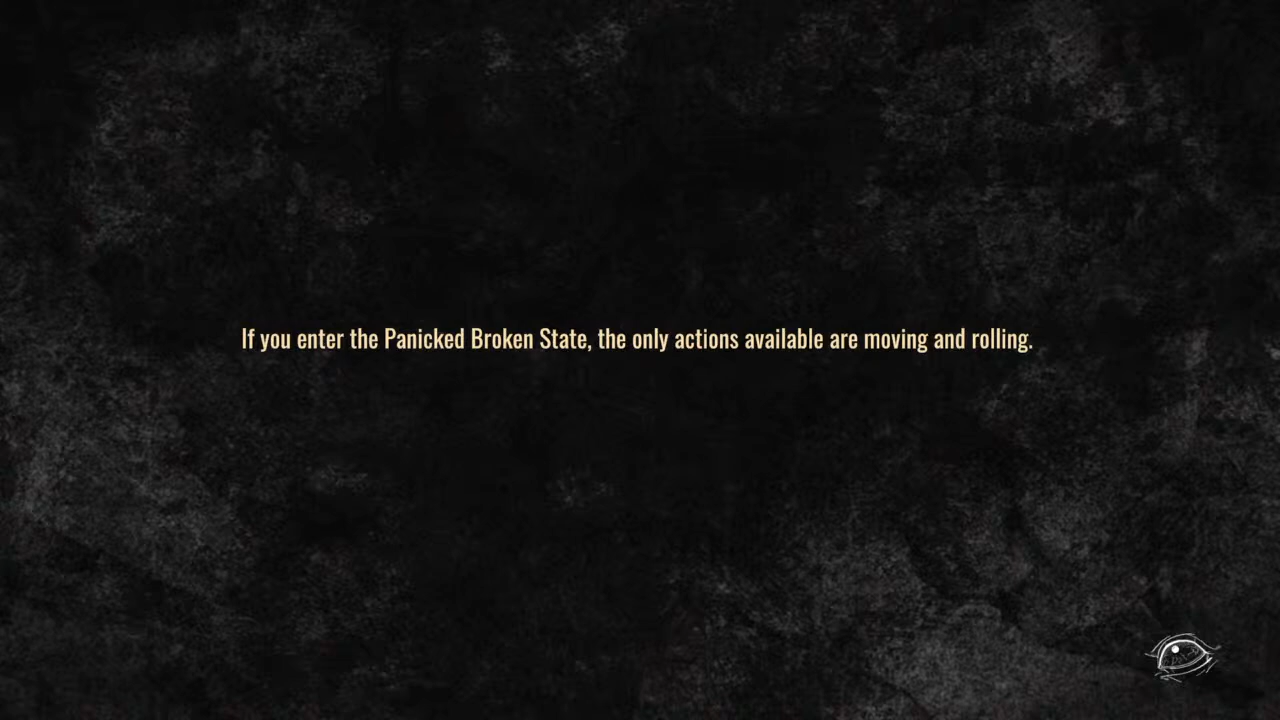 If you enter the Panicked Broken State, the only actions available are moving and rolling.